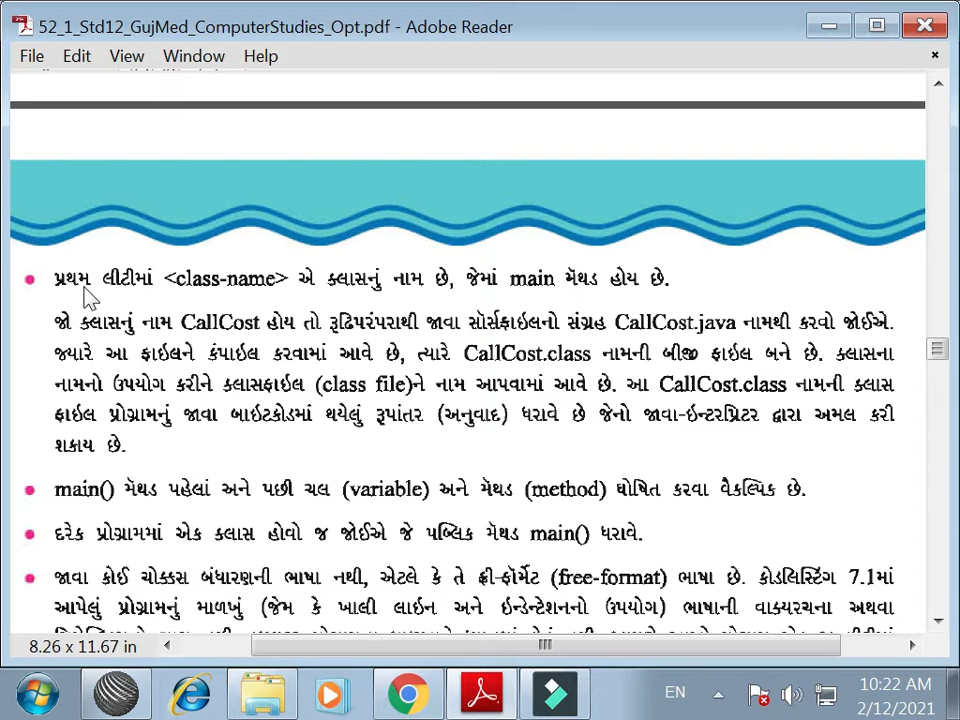 52_1_Std12_GujMed_ComputerStudies_Opt.pdf - Adobe Reader
File Edit View Window Help
પ્રથમ લીટીમાં <class-name> એ ક્લાસનું નામ છે, જેમાં main મૅથડ હોય છે.
જો ક્લાસનું નામ CallCost હોય તો રૂઢિપરંપરાથી જાવા સૉર્સફાઇલનો સંગ્રહ CallCost.java નામથી કરવો જોઈએ.
જ્યારે આ ફાઇલને કંપાઇલ કરવામાં આવે છે, ત્યારે CallCost.class નામની બીજી ફાઇલ બને છે. ક્લાસના
નામનો ઉપયોગ કરીને ક્લાસફાઇલ (class file)ને નામ આપવામાં આવે છે. આ CallCost.class નામની ક્લાસ
ફાઇલ પ્રોગ્રામનું જાવા બાઇટકોડમાં થયેલું રૂપાંતર (અનુવાદ) ધરાવે છે જેનો જાવા-ઇન્ટરપ્રિટર દ્વારા અમલ કરી
શકાય છે.
main() મૅથડ પહેલાં અને પછી ચલ (variable) અને મૅથડ (method) ઘોષિત કરવા વૈકલ્પિક છે.
દરેક પ્રોગ્રામમાં એક ક્લાસ હોવો જ જોઈએ જે પબ્લિક મૅથડ main() ધરાવે.
જાવા કોઈ ચોક્કસ બંધારણની ભાષા નથી, એટલે કે તે ફ્રી-ફૉર્મેટ (free-format) ભાષા છે. કોડલિસ્ટિંગ 7.1માં
આપેલું પ્રોગ્રામનું માળખું (જેમ કે ખાલી લાઇન અને ઇન્ડેન્ટેશનનો ઉપયોગ) ભાષાની વાક્યરચના અથવા
8.26 x 11.67 in
EN
10:22 AM
2/12/2021